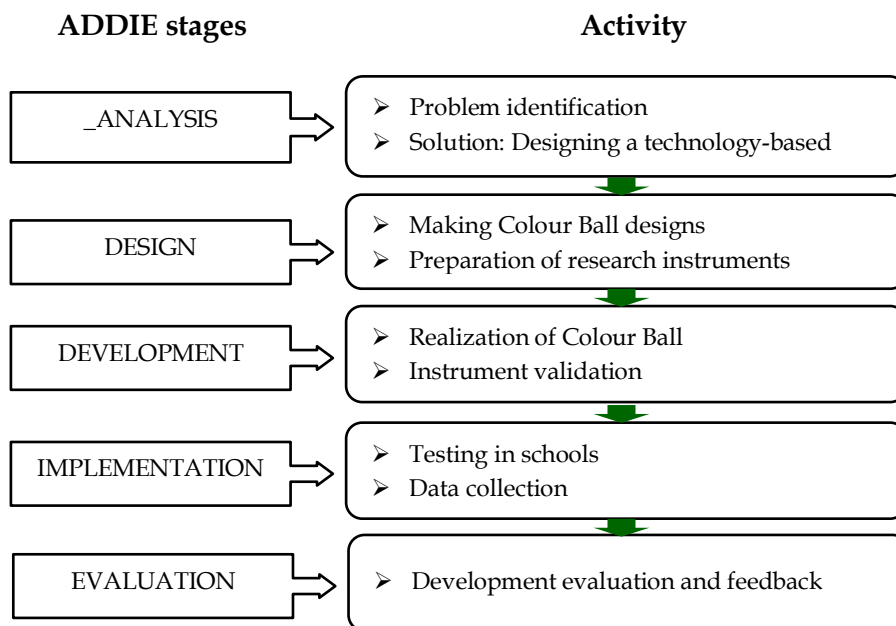 ADDIE stages
Activity
_ANALYSIS
➢ Problem identification
➢ Solution: Designing a technology-based
DESIGN
➢ Making Colour Ball designs
➢ Preparation of research instruments
DEVELOPMENT
➢ Realization of Colour Ball
➢ Instrument validation
IMPLEMENTATION
➢ Testing in schools
➢ Data collection
EVALUATION
➢ Development evaluation and feedback